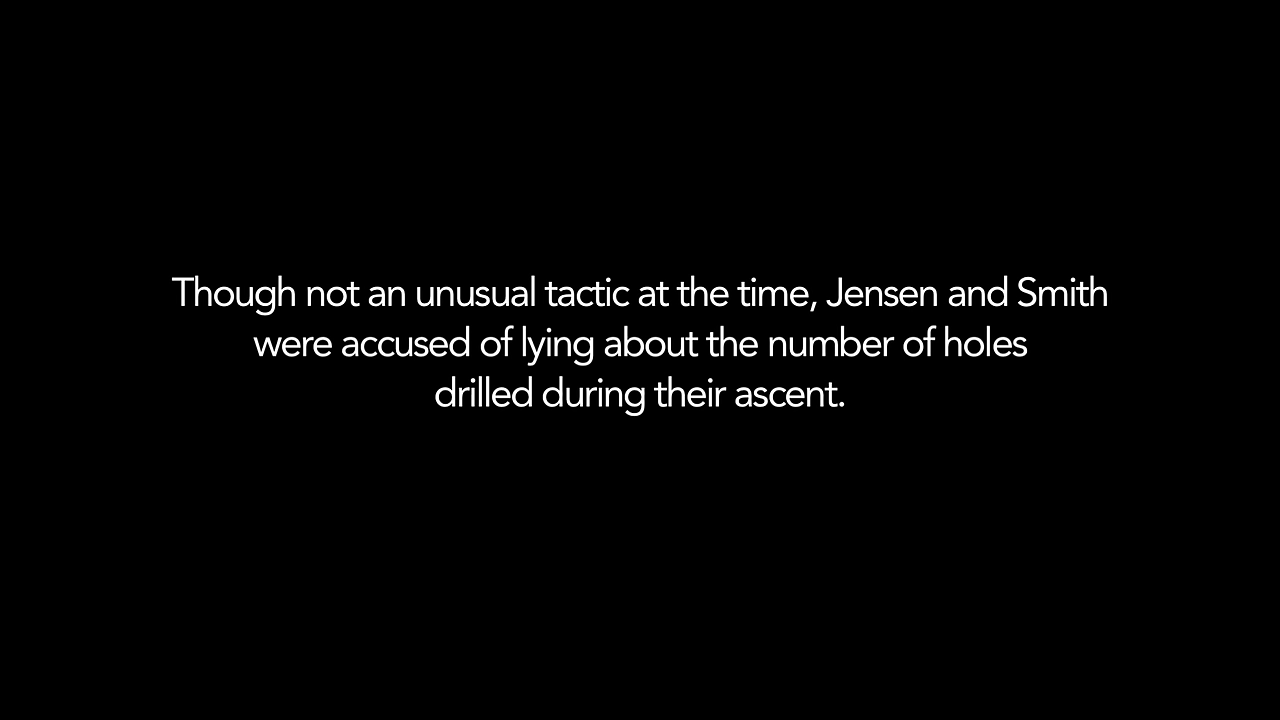 Though not an unusual tactic at the time, Jensen and Smith
were accused of lying about the number of holes
drilled during their ascent.